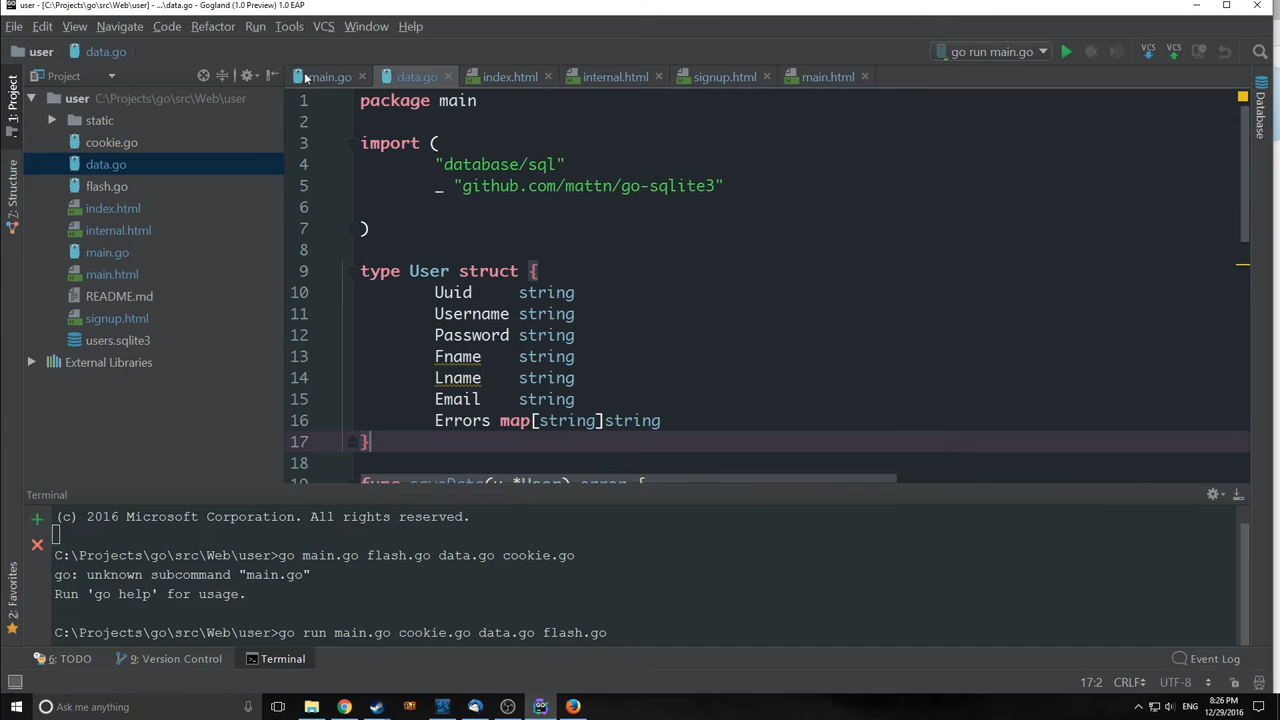 user - [C:\Projects\go\src\Web\user] - ...\data.go - Gogland (1.0 Preview) 1.0 EAP
File Edit View Navigate Code Refactor Run Tools VCS Window Help
user data.go go run main.go VCS VCS
Project main.go data.go index.html internal.html signup.html main.html
1: Project
7: Structure
2: Favorites
Database
user C:\Projects\go\src\Web\user
static
cookie.go
data.go
flash.go
index.html
internal.html
main.go
main.html
README.md
signup.html
users.sqlite3
External Libraries
1 package main
2
3 import (
4 "database/sql"
5 _ "github.com/mattn/go-sqlite3"
6
7 )
8
9 type User struct {
10 Uuid string
11 Username string
12 Password string
13 Fname string
14 Lname string
15 Email string
16 Errors map[string]string
17 }
18
Terminal
(c) 2016 Microsoft Corporation. All rights reserved.
C:\Projects\go\src\Web\user>go main.go flash.go data.go cookie.go
go: unknown subcommand "main.go"
Run 'go help' for usage.
C:\Projects\go\src\Web\user>go run main.go cookie.go data.go flash.go
6: TODO 9: Version Control Terminal Event Log
17:2 CRLF UTF-8
Ask me anything ENG 8:26 PM
12/29/2016